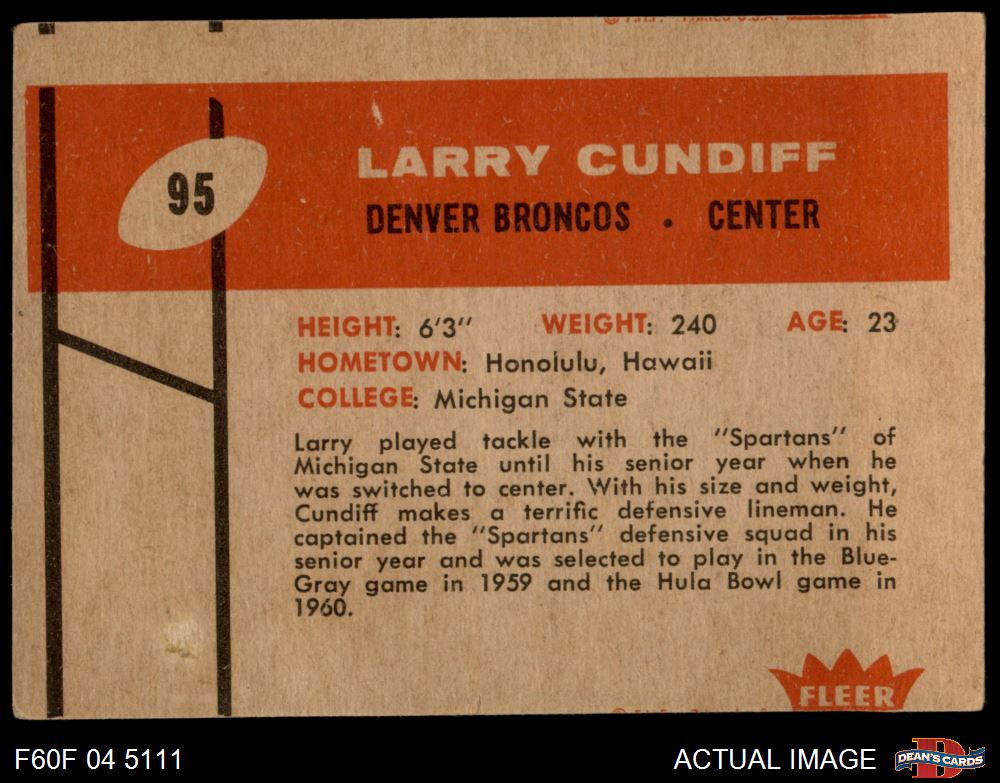 95
LARRY CUNDIFF
DENVER BRONCOS . CENTER
HEIGHT: 6'3" WEIGHT: 240 AGE: 23
HOMETOWN: Honolulu, Hawaii
COLLEGE: Michigan State
Larry played tackle with the "Spartans" of
Michigan State until his senior year when he
was switched to center. With his size and weight,
Cundiff makes a terrific defensive lineman. He
captained the "Spartans" defensive squad in his
senior year and was selected to play in the Blue-
Gray game in 1959 and the Hula Bowl game in
1960.
FLEER
F60F 04 5111 ACTUAL IMAGE DEAN'S CARDS